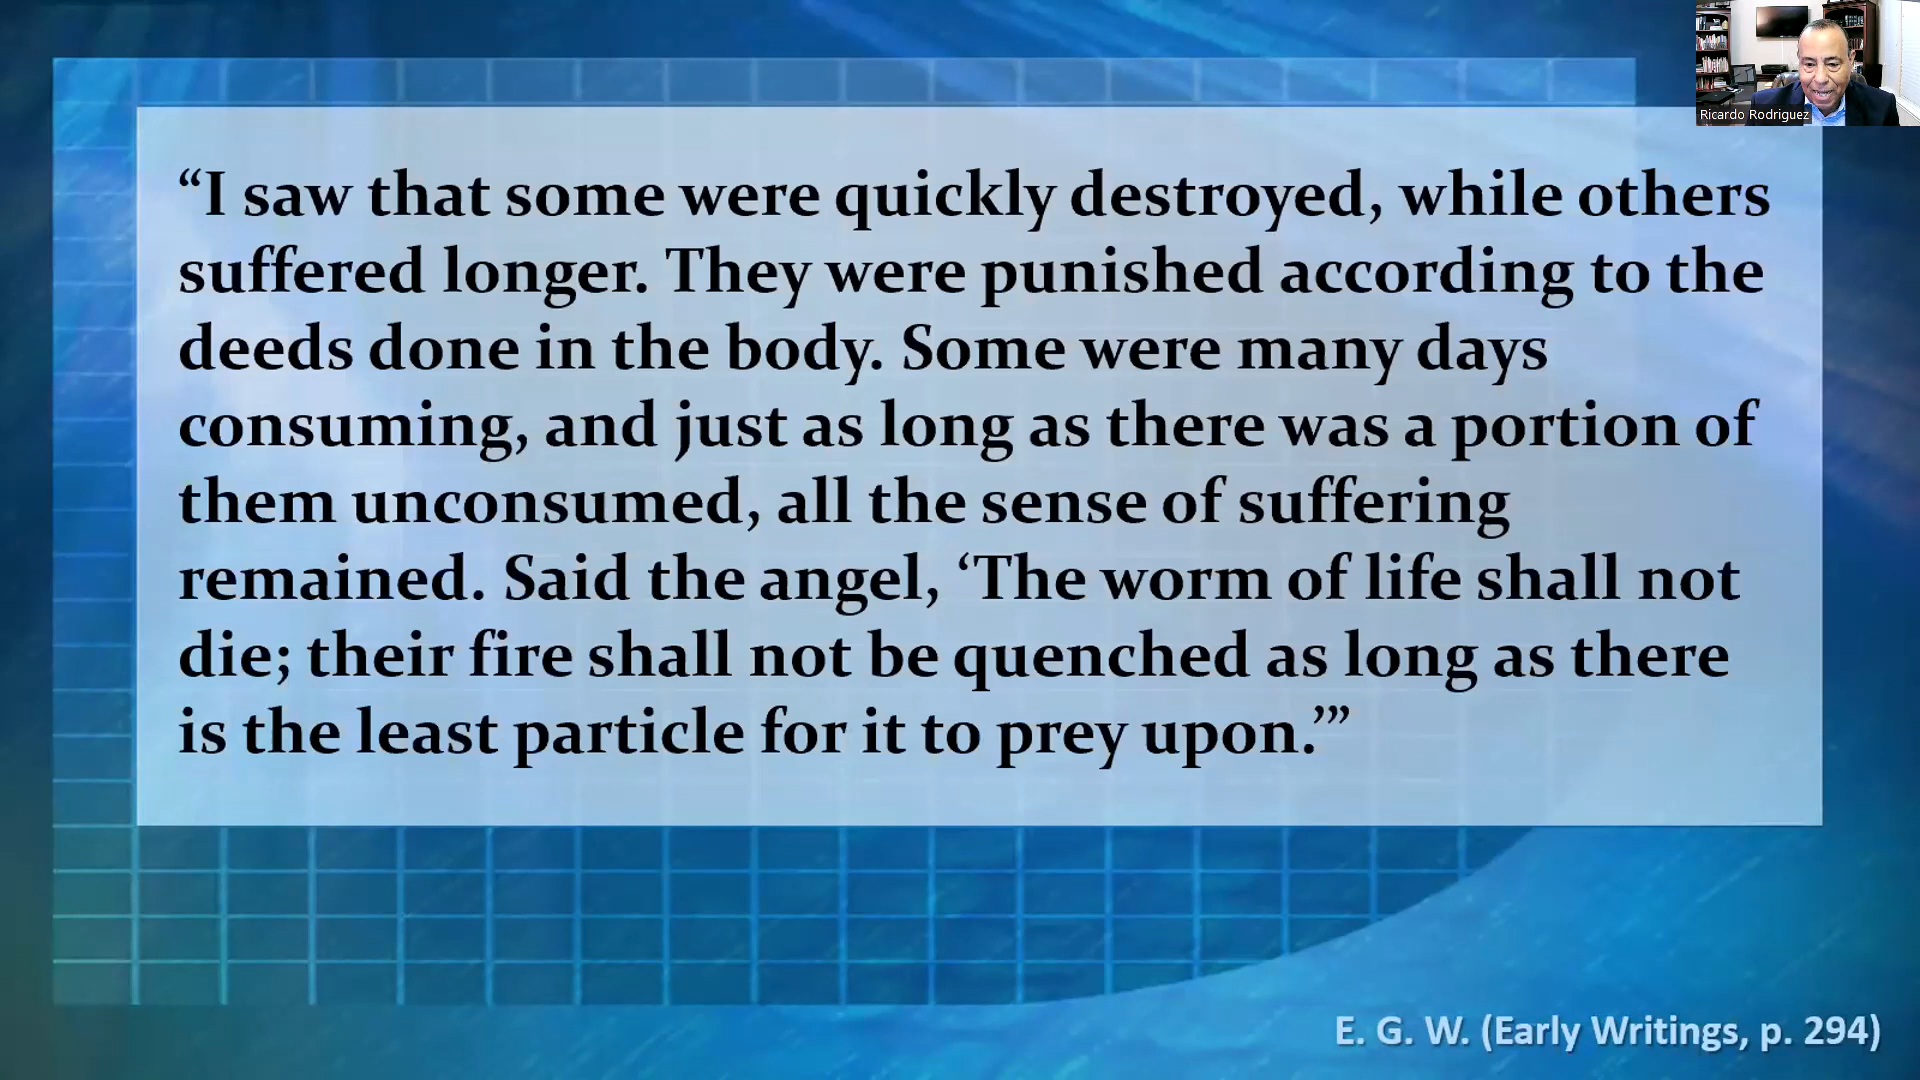 Ricardo Rodriguez
“I saw that some were quickly destroyed, while others
suffered longer. They were punished according to the
deeds done in the body. Some were many days
consuming, and just as long as there was a portion of
them unconsumed, all the sense of suffering
remained. Said the angel, ‘The worm of life shall not
die; their fire shall not be quenched as long as there
is the least particle for it to prey upon.’”
E. G. W. (Early Writings, p. 294)